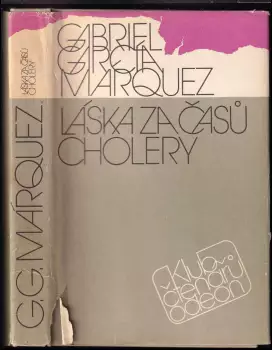 GABRIEL
GARCÍA
MÁRQUEZ
LÁSKA ZA ČASŮ
CHOLERY
Klub
čtenářů
odeon
G.G. MÁRQUEZ
LÁSKA ZA ČASŮ
CHOLERY